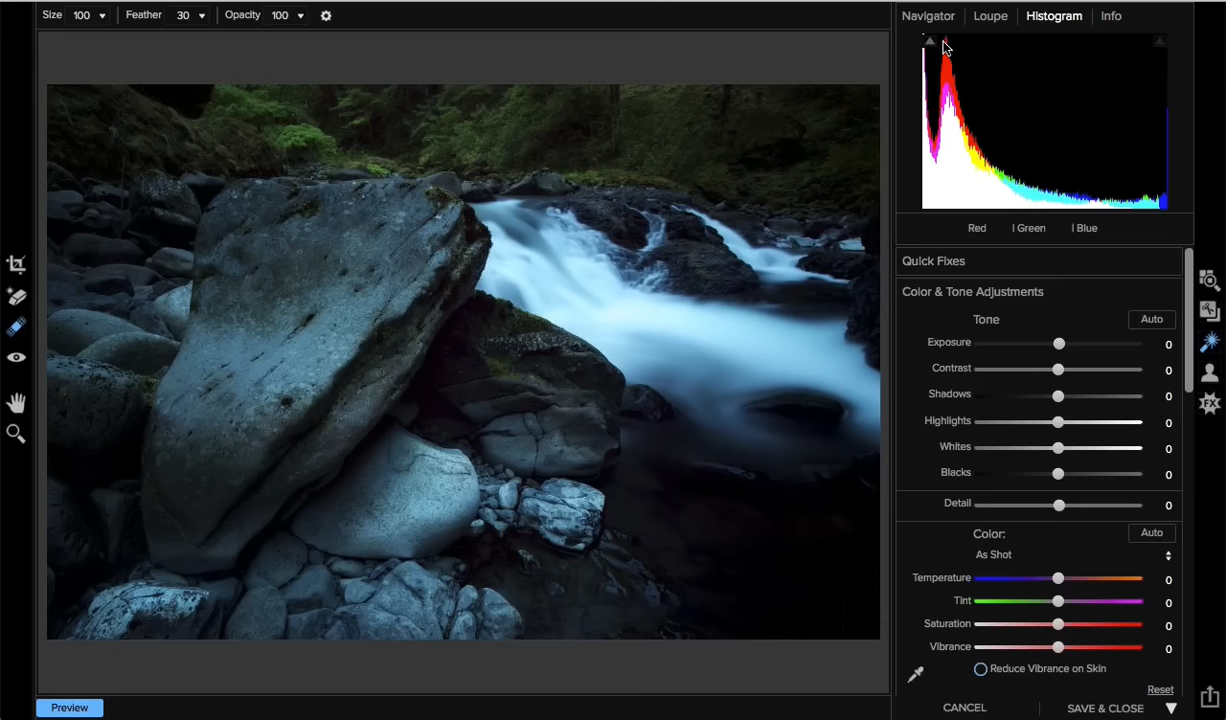 Size 100 Feather 30 Opacity 100
Navigator Loupe Histogram Info
Red | Green | Blue
Quick Fixes
Color & Tone Adjustments
Tone Auto
Exposure 0
Contrast 0
Shadows 0
Highlights 0
Whites 0
Blacks 0
Detail 0
Color: Auto
As Shot
Temperature 0
Tint 0
Saturation 0
Vibrance 0
Reduce Vibrance on Skin
Reset
Preview CANCEL SAVE & CLOSE
FX